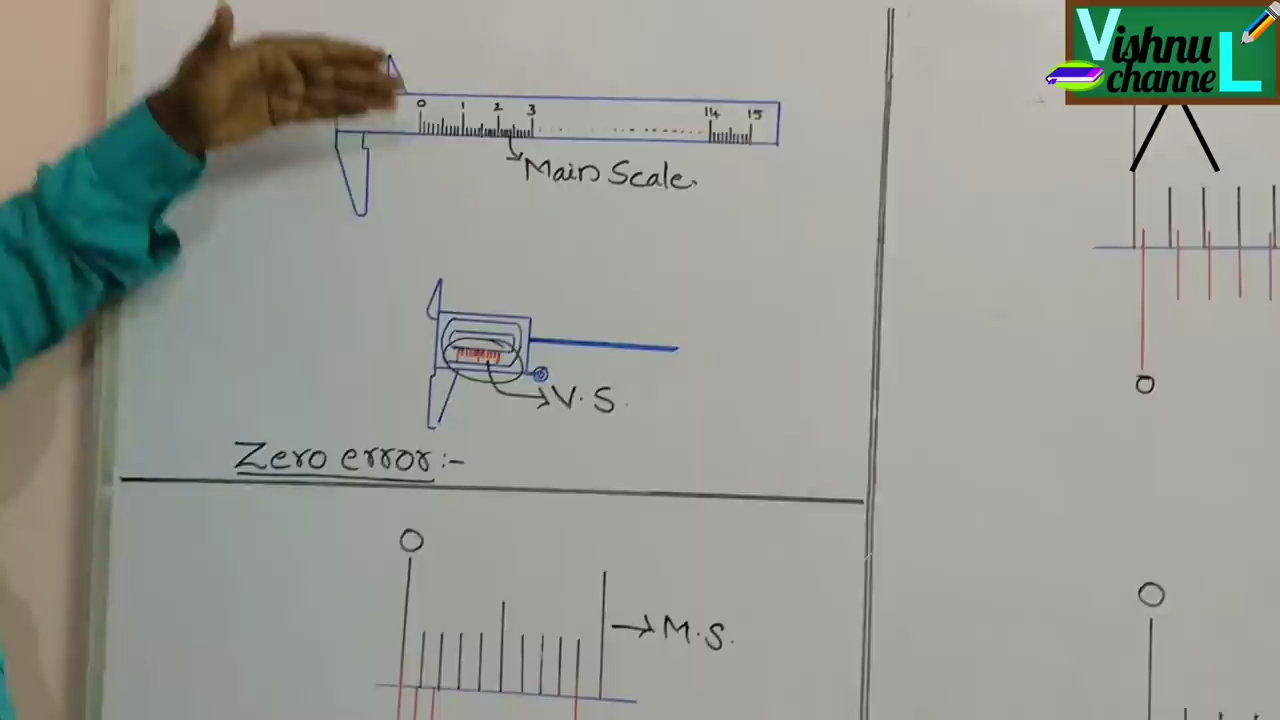 Vishnu
channeL
0 1 2 3 14 15
Main Scale.
V.S.
Zero error:-
0
0
M.S.
0